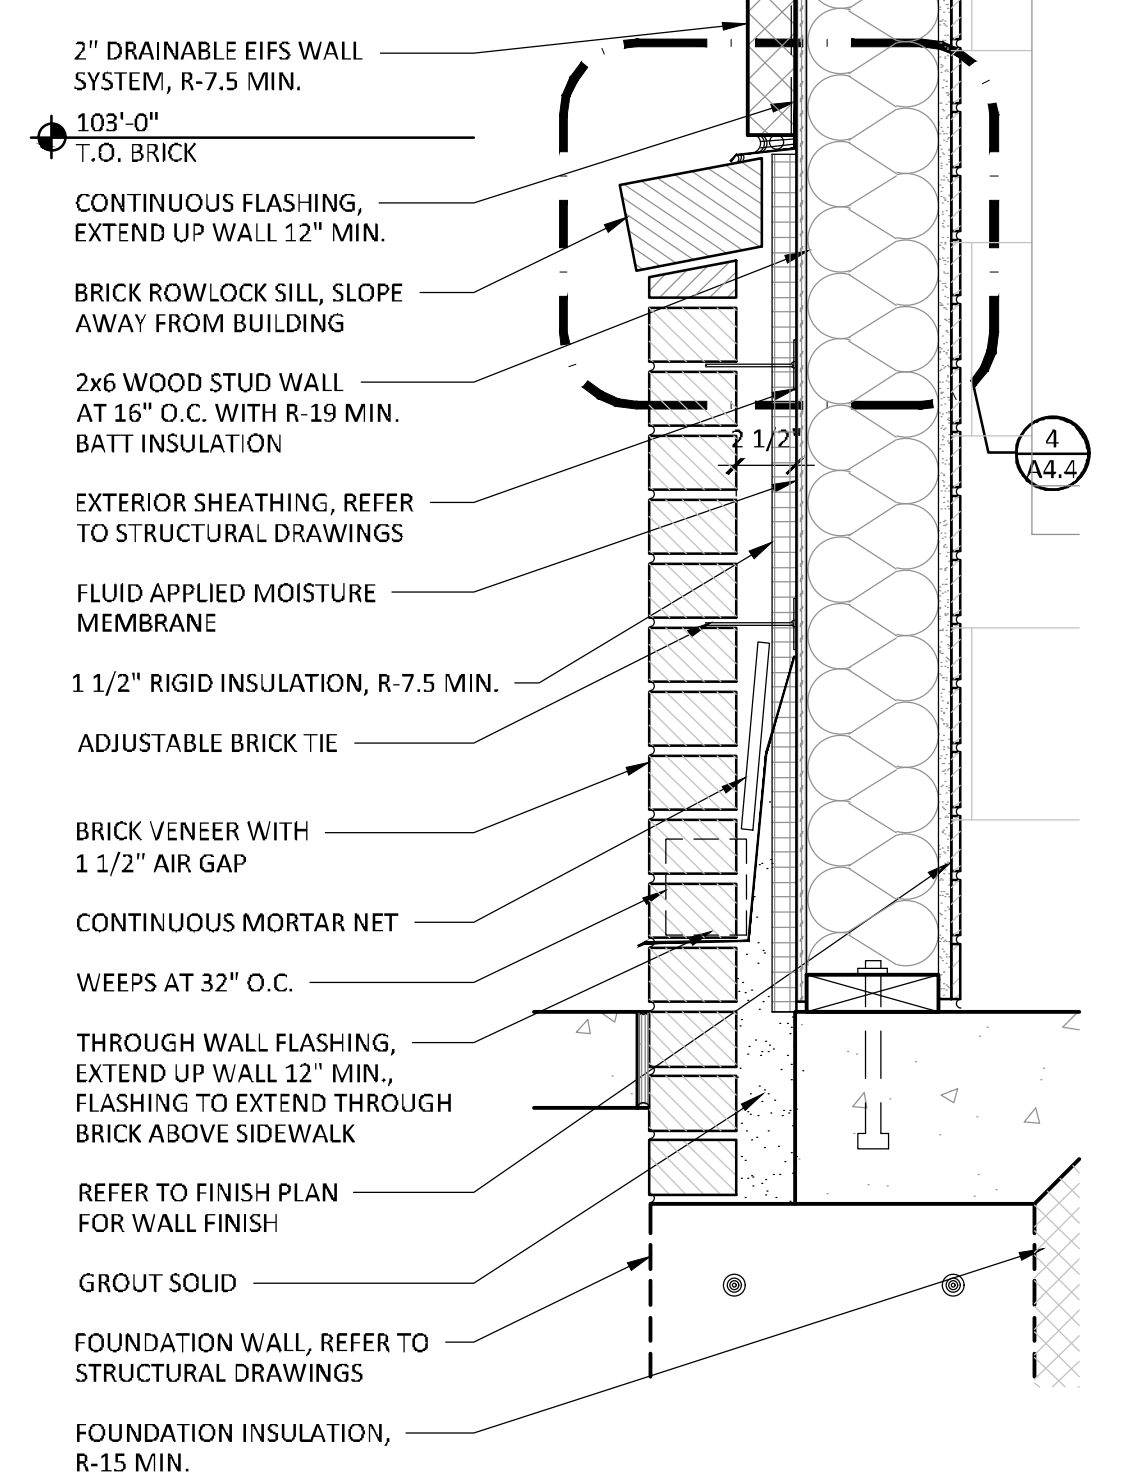 2" DRAINABLE EIFS WALL
SYSTEM, R-7.5 MIN.
103'-0"
T.O. BRICK
CONTINUOUS FLASHING,
EXTEND UP WALL 12" MIN.
BRICK ROWLOCK SILL, SLOPE
AWAY FROM BUILDING
2x6 WOOD STUD WALL
AT 16" O.C. WITH R-19 MIN.
BATT INSULATION
2 1/2"
4
A4.4
EXTERIOR SHEATHING, REFER
TO STRUCTURAL DRAWINGS
FLUID APPLIED MOISTURE
MEMBRANE
1 1/2" RIGID INSULATION, R-7.5 MIN.
ADJUSTABLE BRICK TIE
BRICK VENEER WITH
1 1/2" AIR GAP
CONTINUOUS MORTAR NET
WEEPS AT 32" O.C.
THROUGH WALL FLASHING,
EXTEND UP WALL 12" MIN.,
FLASHING TO EXTEND THROUGH
BRICK ABOVE SIDEWALK
REFER TO FINISH PLAN
FOR WALL FINISH
GROUT SOLID
FOUNDATION WALL, REFER TO
STRUCTURAL DRAWINGS
FOUNDATION INSULATION,
R-15 MIN.